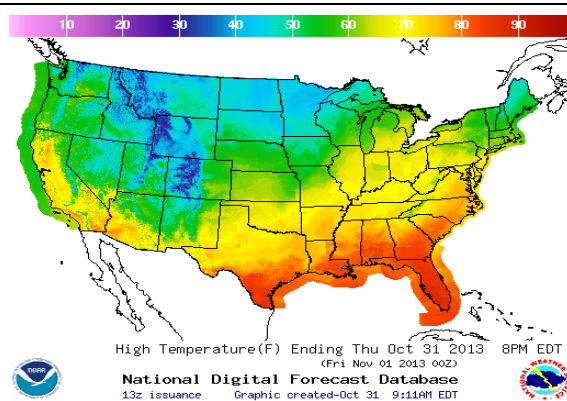 10 20 30 40 50 60 70 80 90
High Temperature(F) Ending Thu Oct 31 2013 8PM EDT
(Fri Nov 01 2013 00Z)
National Digital Forecast Database
13z issuance Graphic created-Oct 31 9:11AM EDT
NOAA